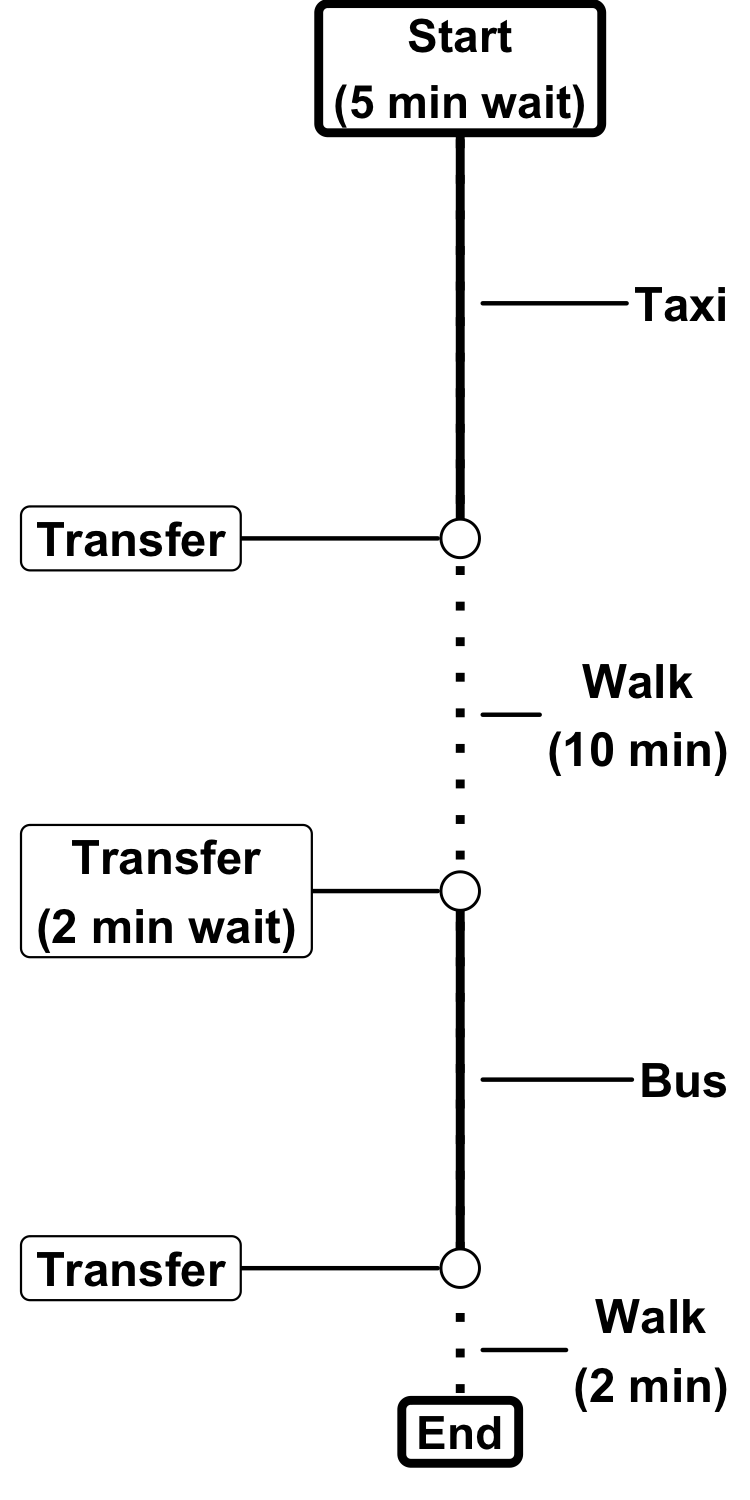 Start
(5 min wait)
Taxi
Transfer
Walk
(10 min)
Transfer
(2 min wait)
Bus
Transfer
Walk
(2 min)
End